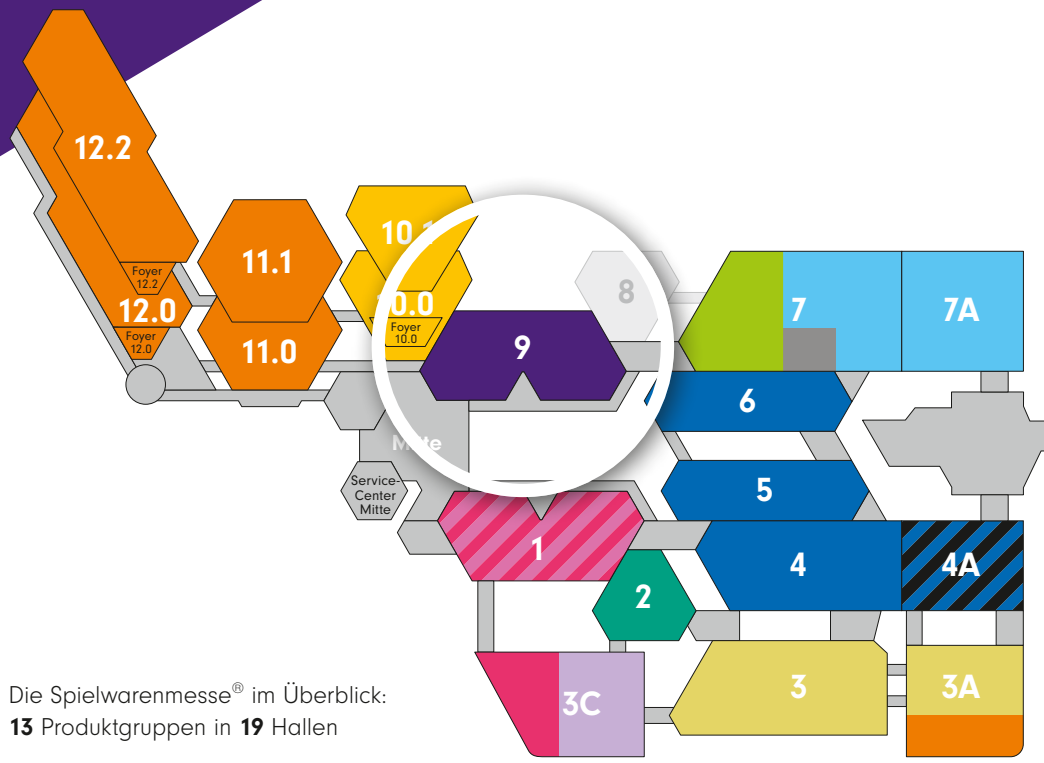 12.2
Foyer
12.2
12.0
Foyer
12.0
11.1
11.0
10.1
10.0
Foyer
10.0
9
8
7
7A
6
5
4
4A
Mitte
Service-
Center
Mitte
1
2
3C
3
3A
Die Spielwarenmesse® im Überblick:
13 Produktgruppen in 19 Hallen